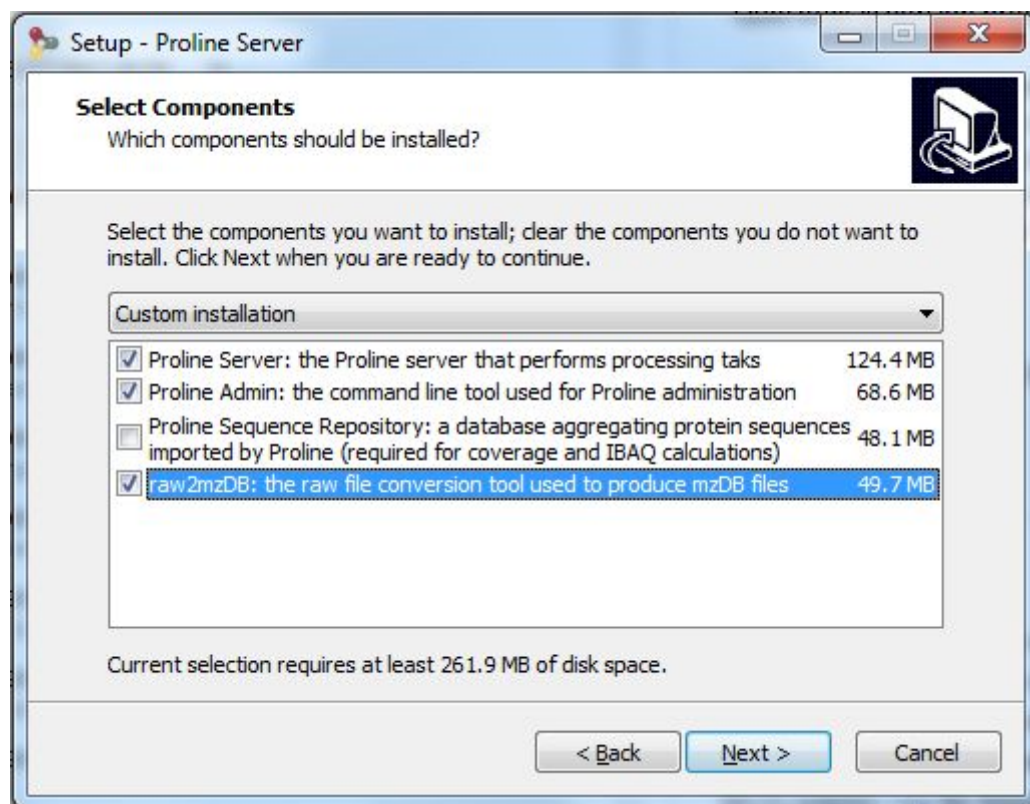 Setup - Proline Server
Select Components
Which components should be installed?
Select the components you want to install; clear the components you do not want to
install. Click Next when you are ready to continue.
Custom installation
Proline Server: the Proline server that performs processing taks 124.4 MB
Proline Admin: the command line tool used for Proline administration 68.6 MB
Proline Sequence Repository: a database aggregating protein sequences 48.1 MB
imported by Proline (required for coverage and IBAQ calculations)
raw2mzDB: the raw file conversion tool used to produce mzDB files 49.7 MB
Current selection requires at least 261.9 MB of disk space.
< Back Next > Cancel